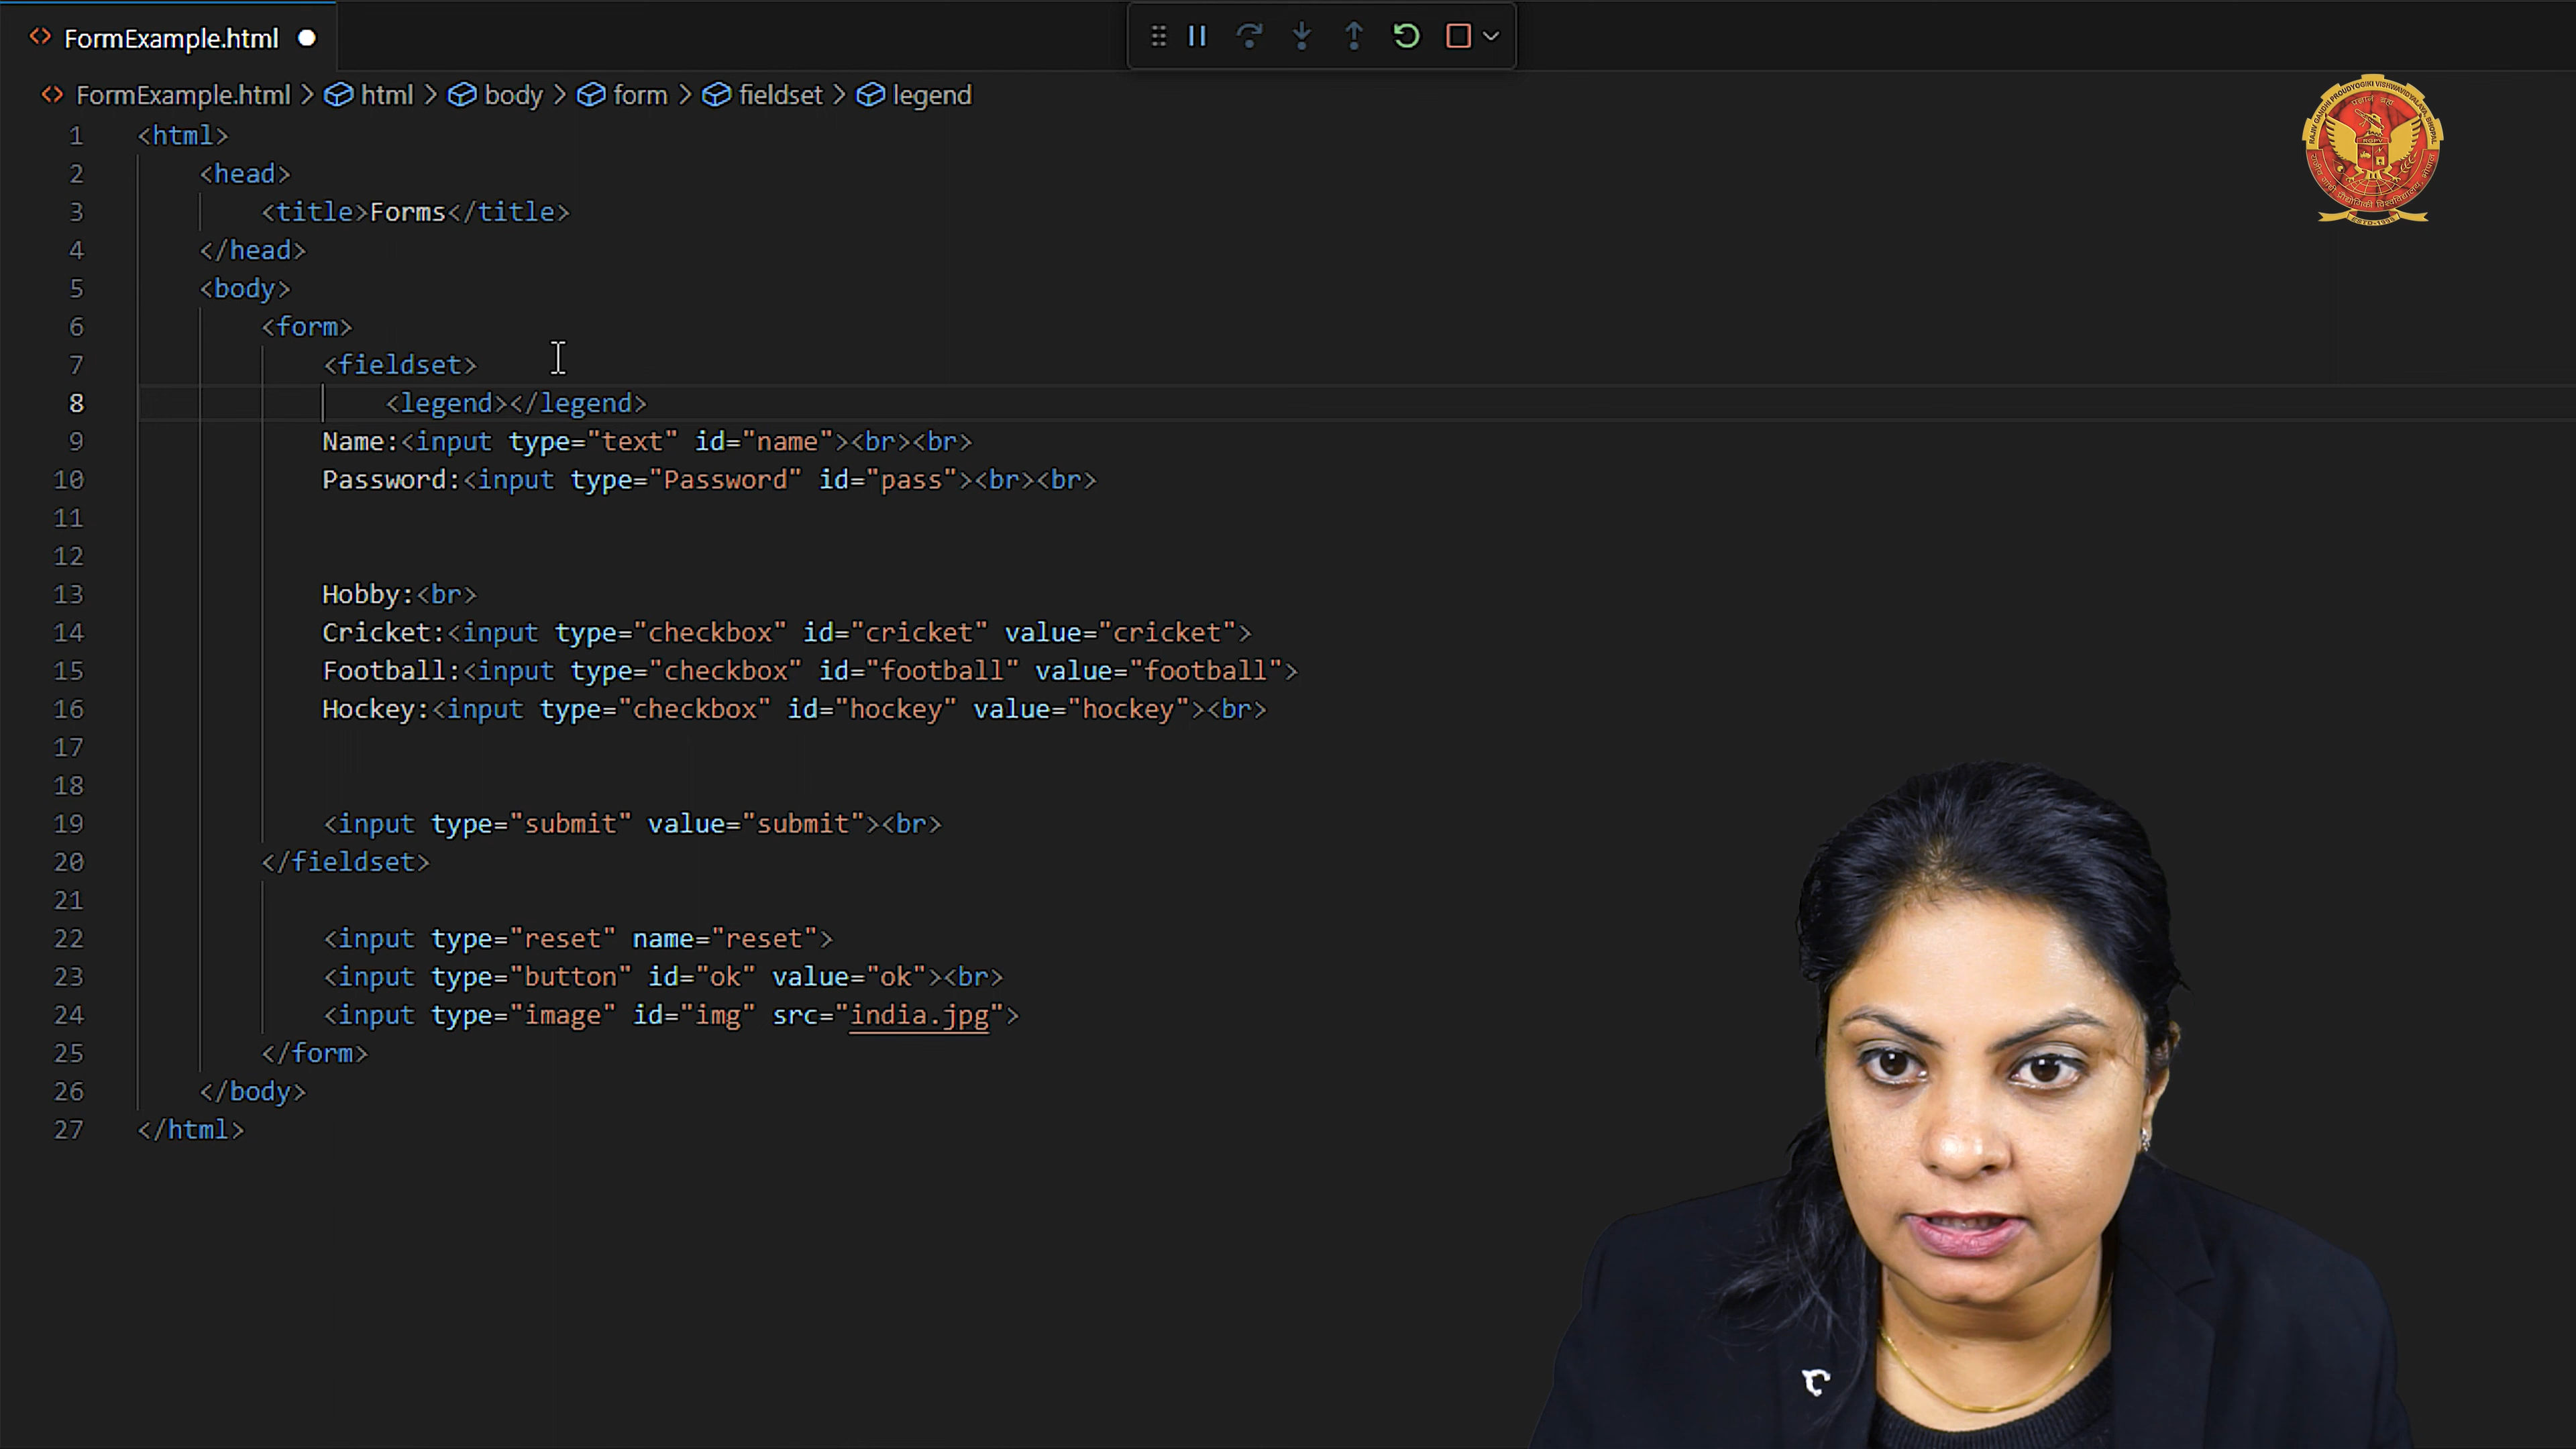 FormExample.html
FormExample.html > html > body > form > fieldset > legend
1 <html>
2 <head>
3 <title>Forms</title>
4 </head>
5 <body>
6 <form>
7 <fieldset>
8 <legend></legend>
9 Name:<input type="text" id="name"><br><br>
10 Password:<input type="Password" id="pass"><br><br>
11
12
13 Hobby:<br>
14 Cricket:<input type="checkbox" id="cricket" value="cricket">
15 Football:<input type="checkbox" id="football" value="football">
16 Hockey:<input type="checkbox" id="hockey" value="hockey"><br>
17
18
19 <input type="submit" value="submit"><br>
20 </fieldset>
21
22 <input type="reset" name="reset">
23 <input type="button" id="ok" value="ok"><br>
24 <input type="image" id="img" src="india.jpg">
25 </form>
26 </body>
27 </html>
RAJIV GANDHI PROUDYOGIKI VISHWAVIDYALAYA, BHOPAL